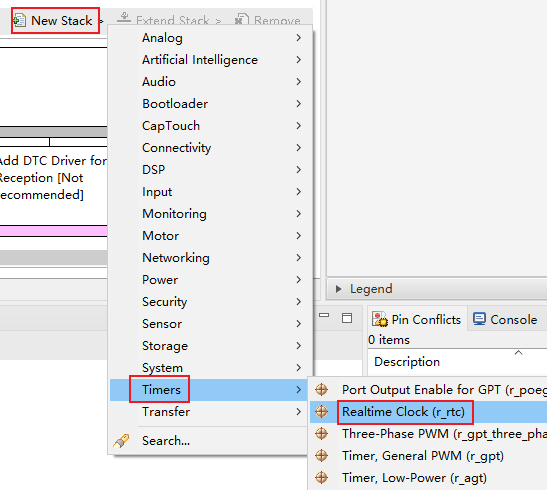 New Stack > Extend Stack > Remove
Analog >
Artificial Intelligence >
Audio >
Bootloader >
CapTouch >
Connectivity >
DSP >
Input >
Monitoring >
Motor >
Networking >
Power >
Security >
Sensor >
Storage >
System >
Timers >
Transfer >
Search...
Add DTC Driver for
Reception [Not
recommended]
Legend
Pin Conflicts Console
0 items
Description
Port Output Enable for GPT (r_poeg
Realtime Clock (r_rtc)
Three-Phase PWM (r_gpt_three_pha
Timer, General PWM (r_gpt)
Timer, Low-Power (r_agt)